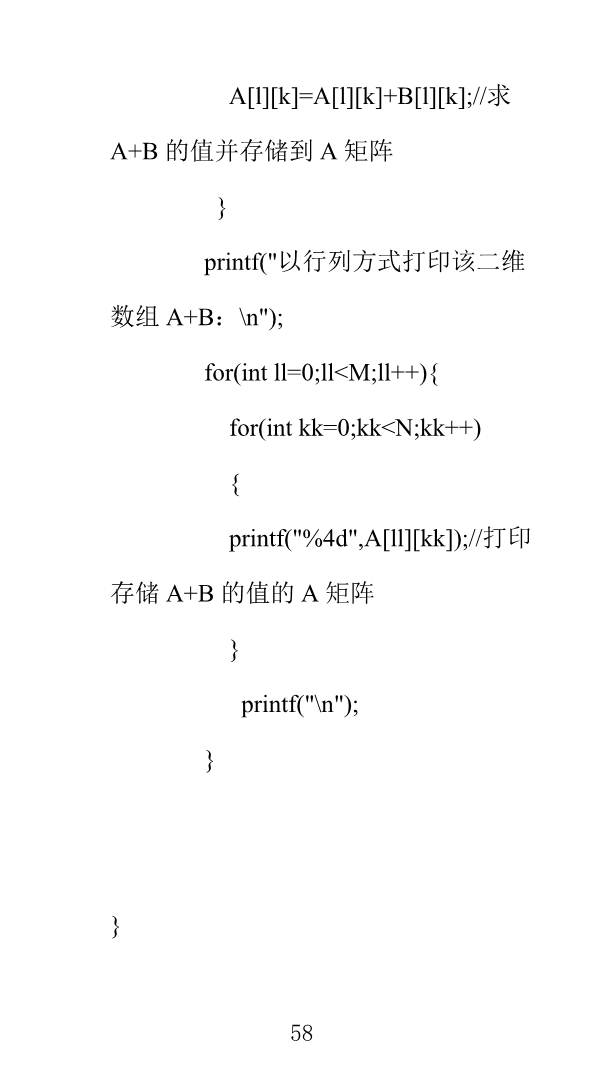 A[l][k]=A[l][k]+B[l][k];//求
A+B 的值并存储到 A 矩阵
}
printf("以行列方式打印该二维
数组 A+B：\n");
for(int ll=0;ll<M;ll++){
for(int kk=0;kk<N;kk++)
{
printf("%4d",A[ll][kk]);//打印
存储 A+B 的值的 A 矩阵
}
printf("\n");
}
}
58